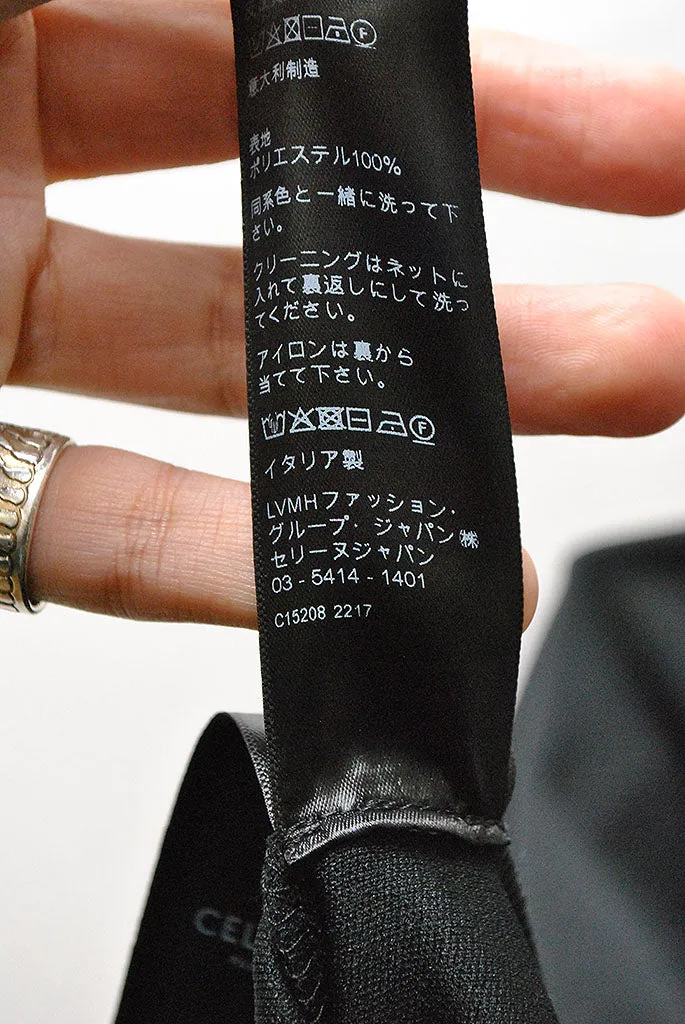 意大利制造
表地
ポリエステル100%
同系色と一緒に洗って下
さい。
クリーニングはネットに
入れて裏返しにして洗っ
てください。
アイロンは裏から
当てて下さい。
F
イタリア製
LVMHファッション・
グループ・ジャパン㈱
セリーヌジャパン
03-5414-1401
C15208 2217
CEL